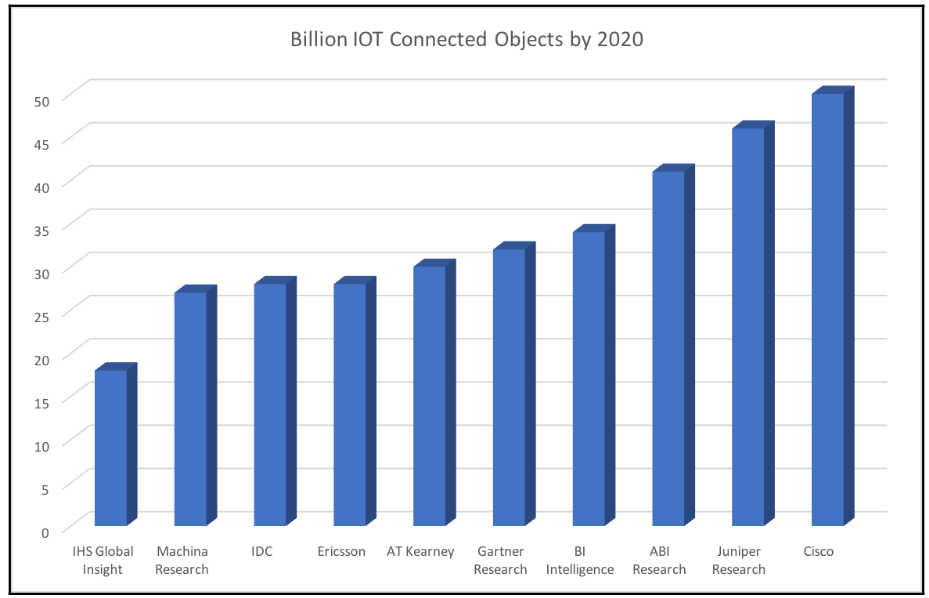 Billion IOT Connected Objects by 2020
50
45
40
35
30
25
20
15
10
5
0
IHS Global
Insight
Machina
Research
IDC
Ericsson
AT Kearney
Gartner
Research
BI
Intelligence
ABI
Research
Juniper
Research
Cisco